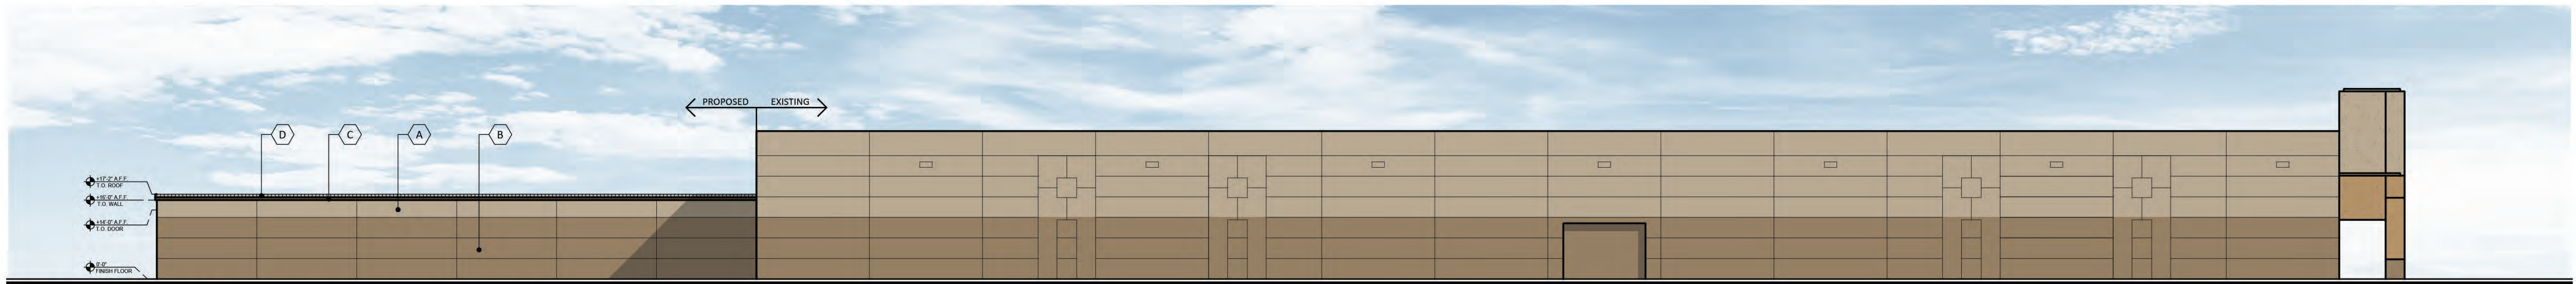 PROPOSED EXISTING
D C A B
+17'-2" A.F.F.
T.O. ROOF
+16'-0" A.F.F.
T.O. WALL
+14'-0" A.F.F.
T.O. DOOR
0'-0"
FINISH FLOOR